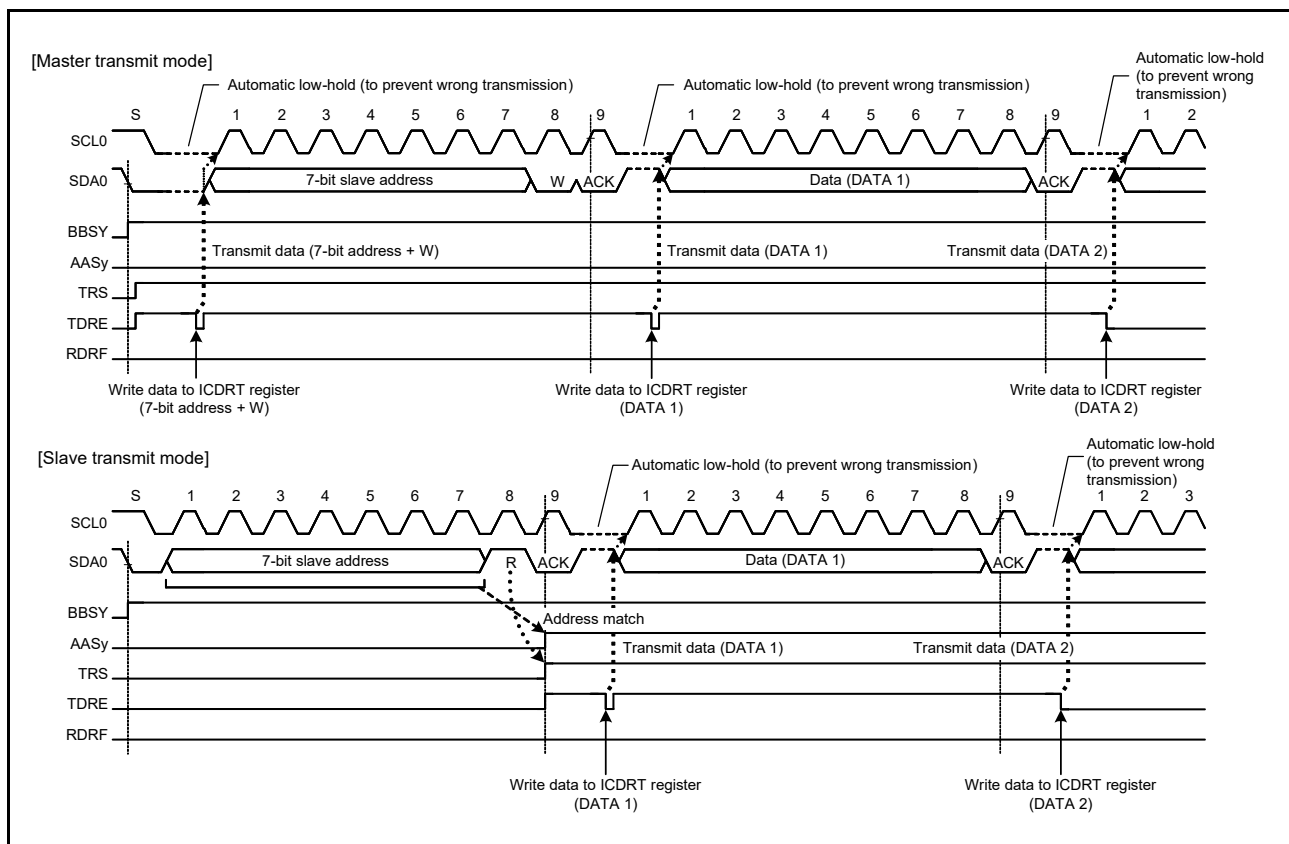 [Master transmit mode]
Automatic low-hold (to prevent wrong transmission)
Automatic low-hold (to prevent wrong transmission)
Automatic low-hold
(to prevent wrong
transmission)
S 1 2 3 4 5 6 7 8 9 1 2 3 4 5 6 7 8 9 1 2
SCL0
SDA0 7-bit slave address W ACK Data (DATA 1) ACK
BBSY
Transmit data (7-bit address + W) Transmit data (DATA 1) Transmit data (DATA 2)
AASy
TRS
TDRE
RDRF
Write data to ICDRT register
(7-bit address + W)
Write data to ICDRT register
(DATA 1)
Write data to ICDRT register
(DATA 2)
[Slave transmit mode]
Automatic low-hold (to prevent wrong transmission)
Automatic low-hold
(to prevent wrong
transmission)
S 1 2 3 4 5 6 7 8 9 1 2 3 4 5 6 7 8 9 1 2 3
SCL0
SDA0 7-bit slave address R ACK Data (DATA 1) ACK
BBSY
Address match
AASy
Transmit data (DATA 1) Transmit data (DATA 2)
TRS
TDRE
RDRF
Write data to ICDRT register
(DATA 1)
Write data to ICDRT register
(DATA 2)